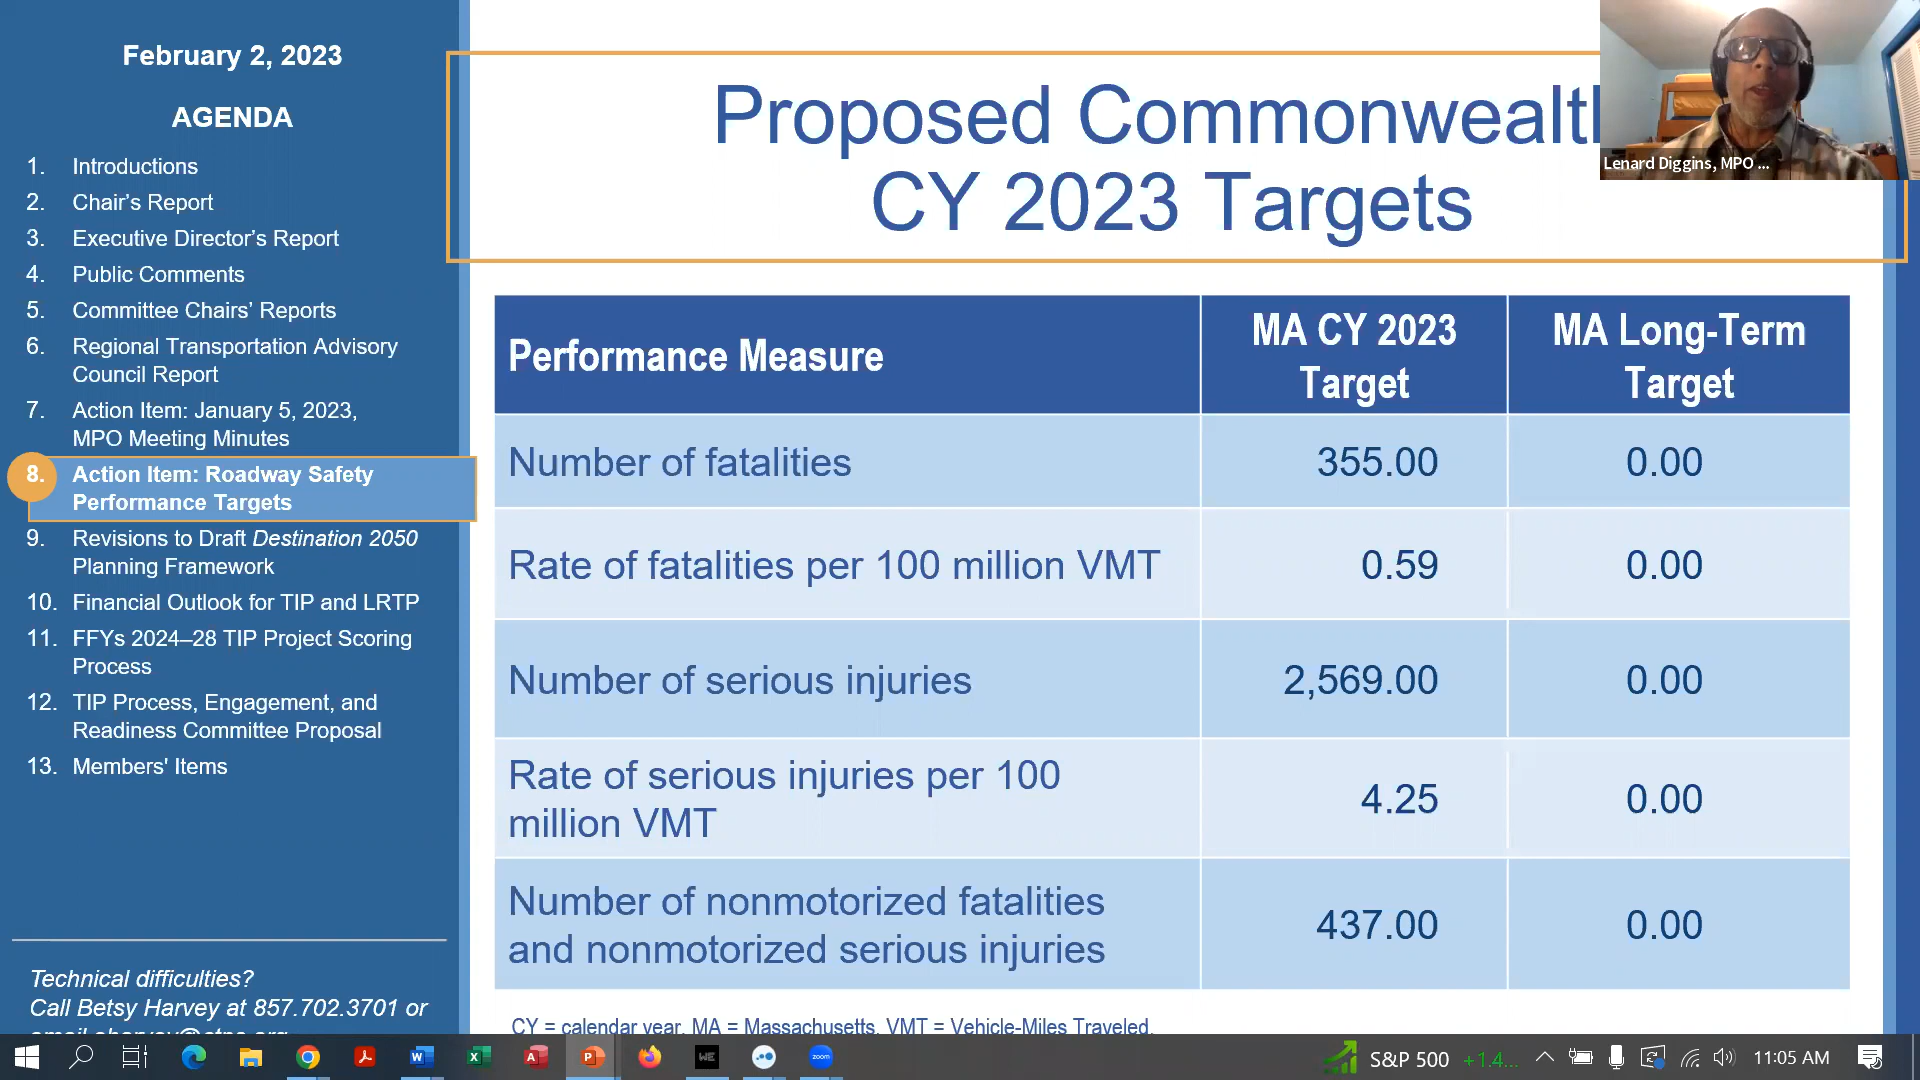 February 2, 2023
AGENDA
1. Introductions
2. Chair’s Report
3. Executive Director’s Report
4. Public Comments
5. Committee Chairs’ Reports
6. Regional Transportation Advisory
Council Report
7. Action Item: January 5, 2023,
MPO Meeting Minutes
8. Action Item: Roadway Safety
Performance Targets
9. Revisions to Draft Destination 2050
Planning Framework
10. Financial Outlook for TIP and LRTP
11. FFYs 2024–28 TIP Project Scoring
Process
12. TIP Process, Engagement, and
Readiness Committee Proposal
13. Members' Items
Technical difficulties?
Call Betsy Harvey at 857.702.3701 or
Proposed Commonwealth
CY 2023 Targets
Lenard Diggins, MPO ...
Performance Measure
MA CY 2023
Target
MA Long-Term
Target
Number of fatalities 355.00 0.00
Rate of fatalities per 100 million VMT 0.59 0.00
Number of serious injuries 2,569.00 0.00
Rate of serious injuries per 100
million VMT 4.25 0.00
Number of nonmotorized fatalities
and nonmotorized serious injuries 437.00 0.00
CY = calendar year. MA = Massachusetts. VMT = Vehicle-Miles Traveled.
WE
zoom
S&P 500 +1.4...
11:05 AM